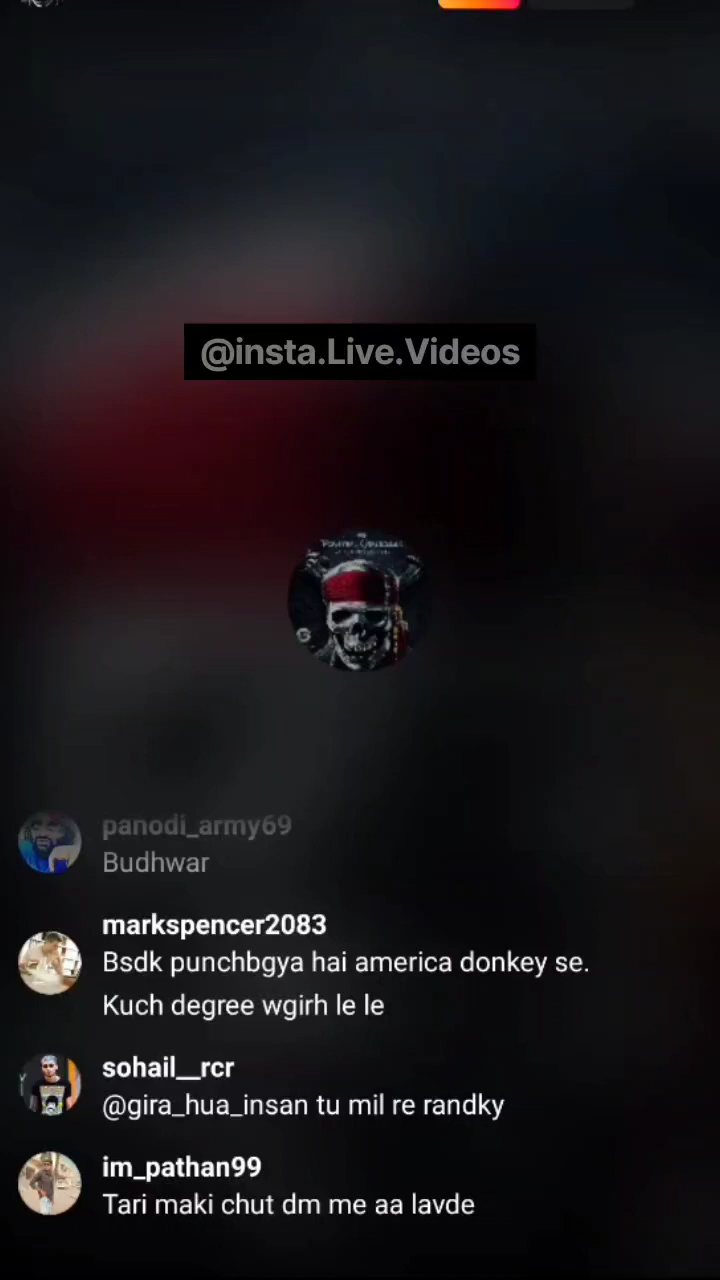 @insta.Live.Videos
panodi_army69
Budhwar
markspencer2083
Bsdk punchbgya hai america donkey se.
Kuch degree wgirh le le
sohail__rcr
@gira_hua_insan tu mil re randky
im_pathan99
Tari maki chut dm me aa lavde